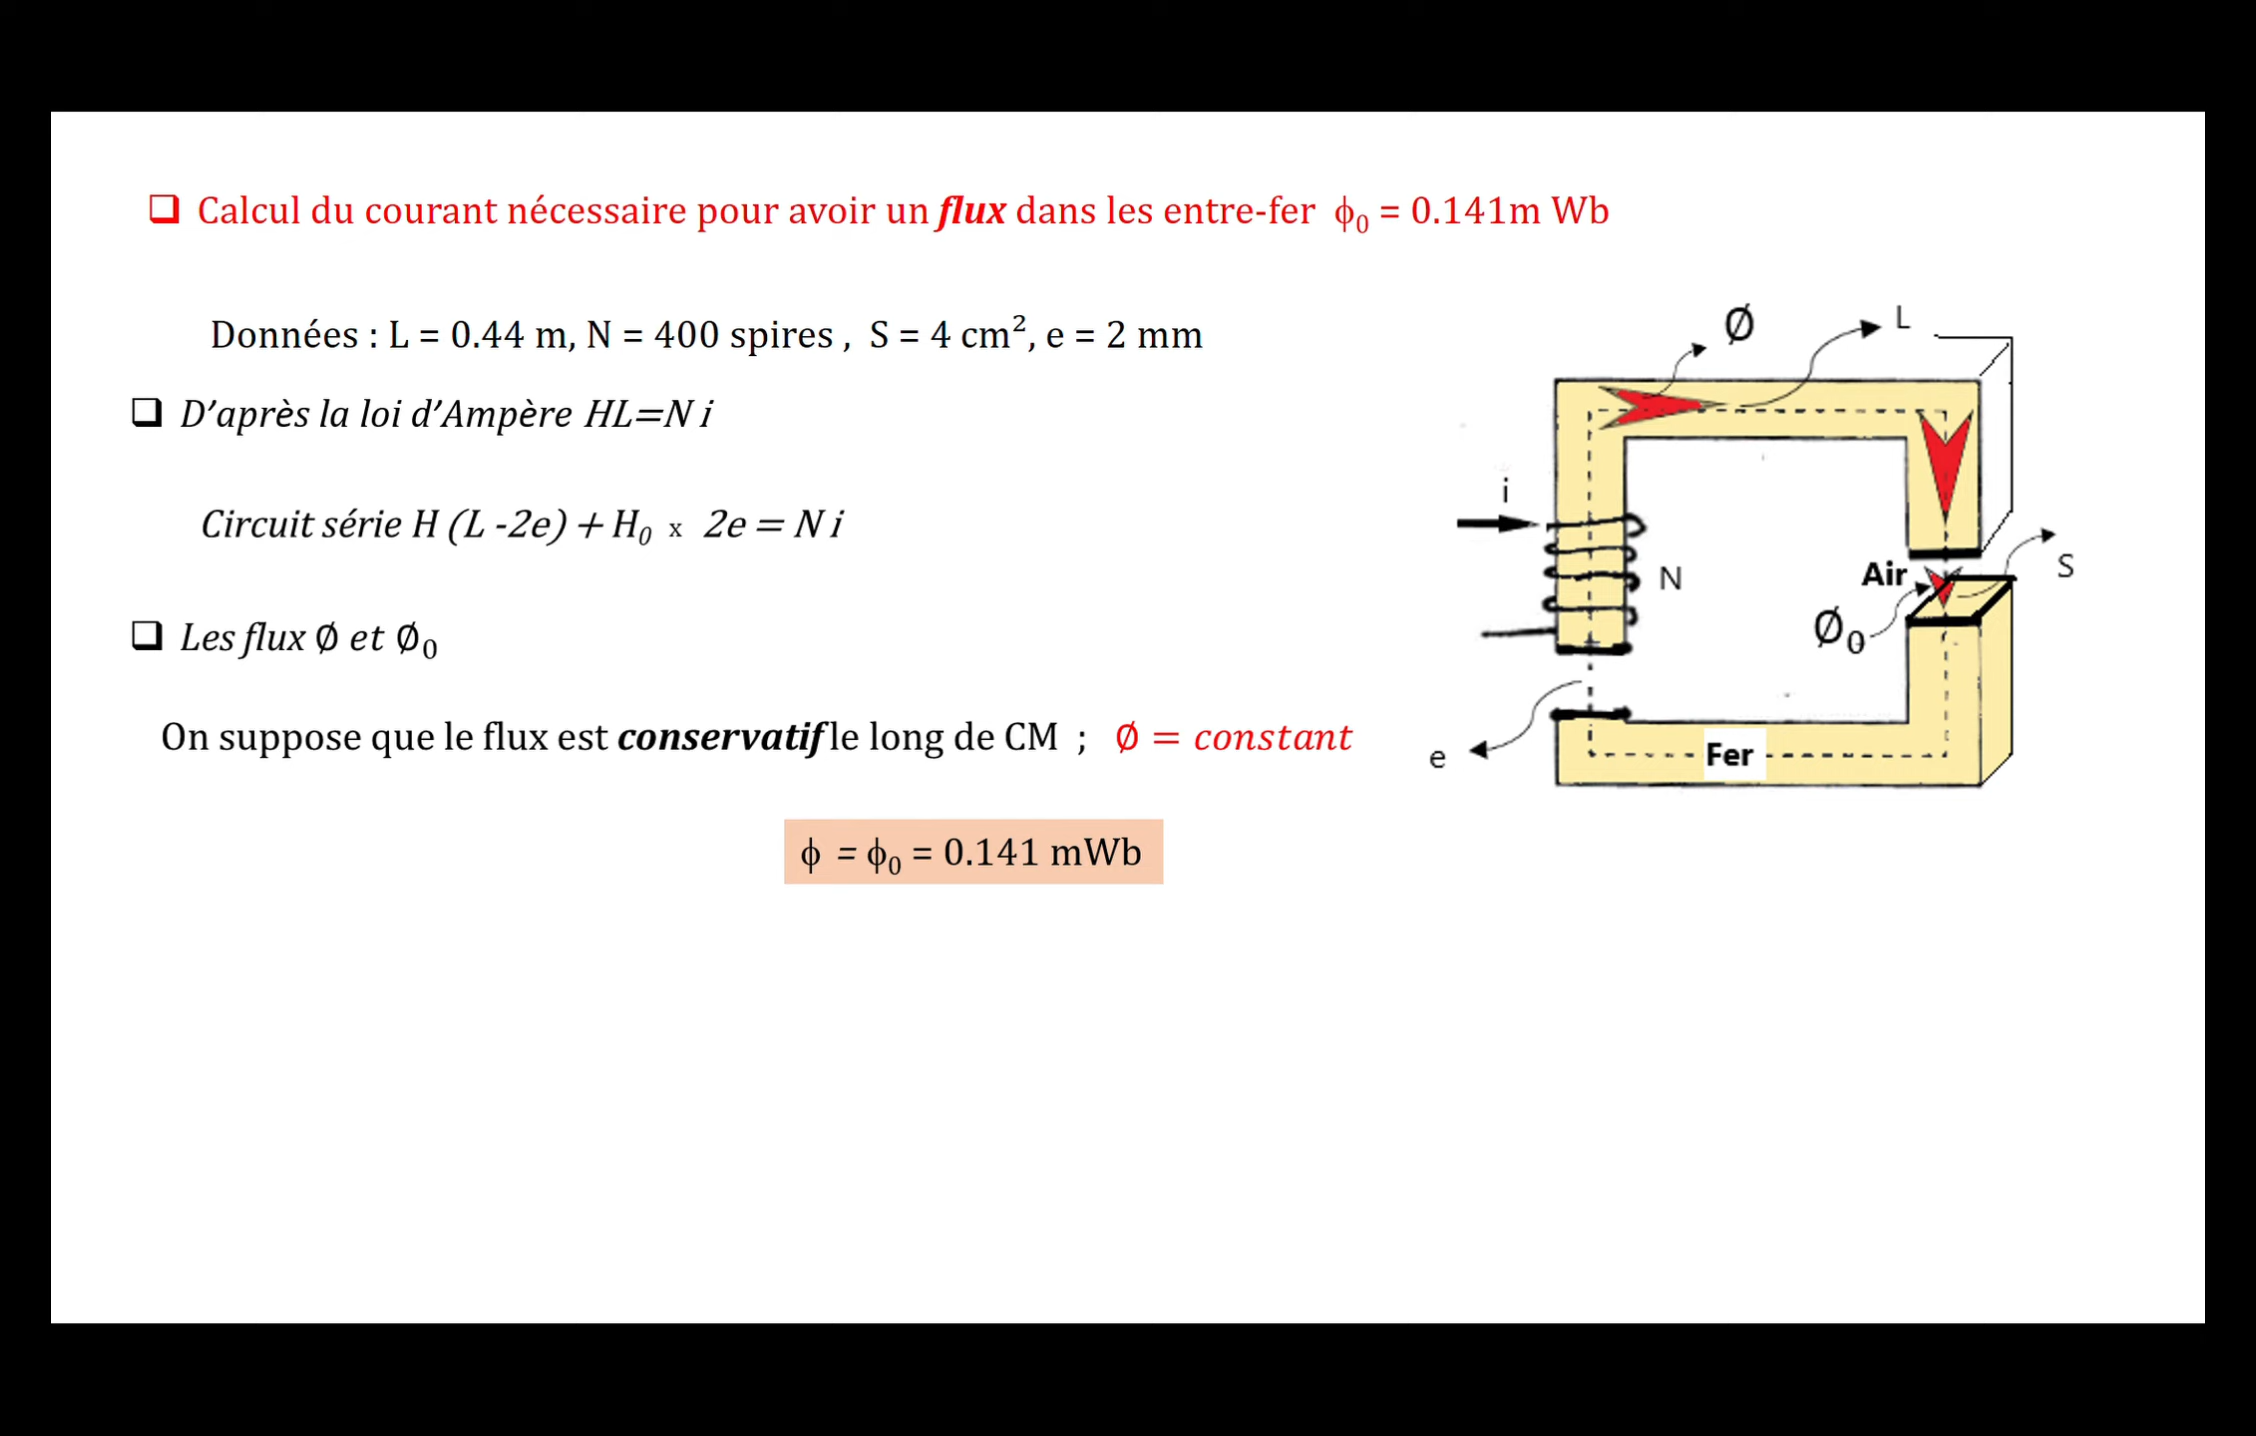 ❑ Calcul du courant nécessaire pour avoir un flux dans les entre-fer ϕ₀ = 0.141m Wb
Données : L = 0.44 m, N = 400 spires , S = 4 cm², e = 2 mm
❑ D’après la loi d’Ampère HL=N i
Circuit série H (L -2e) + H₀ x 2e = N i
❑ Les flux ∅ et ∅₀
On suppose que le flux est conservatif le long de CM ; ∅ = constant
ϕ = ϕ₀ = 0.141 mWb
Ø
L
i
N
Air
S
Ø₀
e
Fer